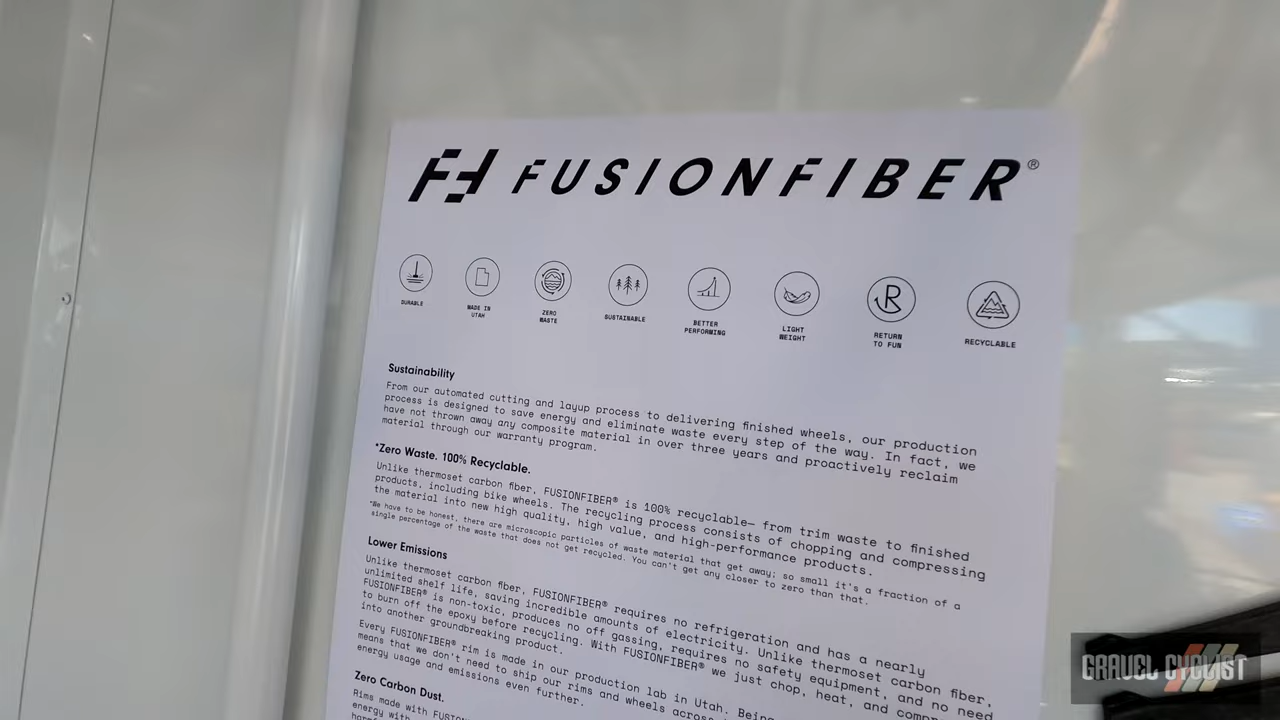 FUSIONFIBER®
DURABLE
MADE IN
UTAH
ZERO
WASTE
SUSTAINABLE
BETTER
PERFORMING
LIGHT
WEIGHT
RETURN
TO FUN
RECYCLABLE
Sustainability
From our automated cutting and layup process to delivering finished wheels, our production
process is designed to save energy and eliminate waste every step of the way. In fact, we
have not thrown away any composite material in over three years and proactively reclaim
material through our warranty program.
*Zero Waste. 100% Recyclable.
Unlike thermoset carbon fiber, FUSIONFIBER® is 100% recyclable— from trim waste to finished
products, including bike wheels. The recycling process consists of chopping and compressing
the material into new high quality, high value, and high-performance products.
*We have to be honest, there are microscopic particles of waste material that get away; so small it's a fraction of a
single percentage of the waste that does not get recycled. You can't get any closer to zero than that.
Lower Emissions
Unlike thermoset carbon fiber, FUSIONFIBER® requires no refrigeration and has a nearly
unlimited shelf life, saving incredible amounts of electricity. Unlike thermoset carbon fiber,
FUSIONFIBER® is non-toxic, produces no off gassing, requires no safety equipment, and no need
to burn off the epoxy before recycling. With FUSIONFIBER® we just chop, heat, and
into another groundbreaking product.
Every FUSIONFIBER® rim is made in our production lab in Utah. Being
means that we don't need to ship our rims and wheels across
energy usage and emissions even further.
Zero Carbon Dust.
Rims made with
energy with
GRAVEL CYCLIST